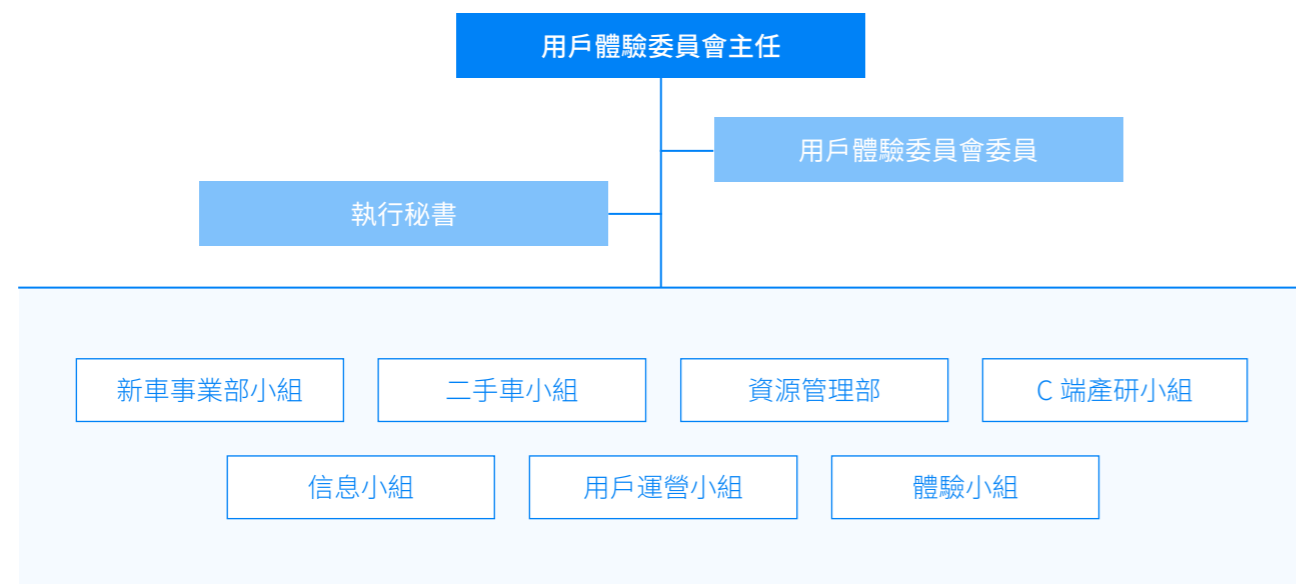 用戶體驗委員會主任
用戶體驗委員會委員
執行秘書
新車事業部小組
二手車小組
資源管理部
C 端產研小組
信息小組
用戶運營小組
體驗小組